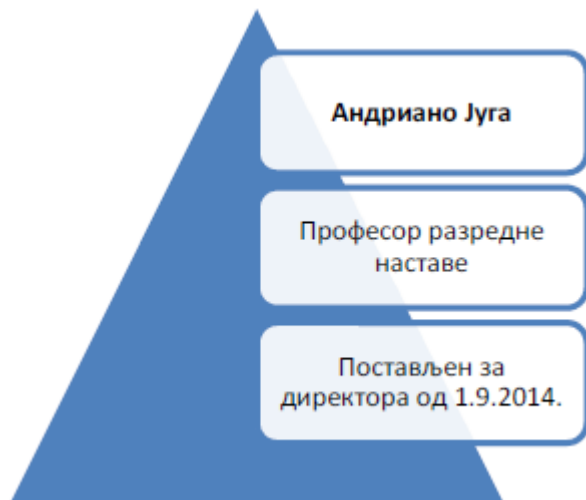 Андриано Југа
Професор разредне
наставе
Постављен за
директора од 1.9.2014.